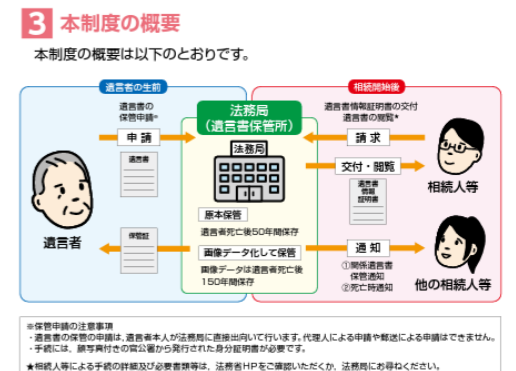 3 本制度の概要
本制度の概要は以下のとおりです。
遺言者の生前
相続開始後
遺言書の
保管申請※
申請
遺言書
遺言者
保管証
法務局
(遺言書保管所)
法務局
原本保管
遺言者死亡後50年間保存
画像データ化して保管
画像データは遺言者死亡後
150年間保存
遺言書情報証明書の交付
遺言書の閲覧★
請求
交付・閲覧
遺言書
情報
証明書
相続人等
通知
①関係遺言書
保管通知
②死亡時通知
他の相続人等
※保管申請の注意事項
・遺言書の保管の申請は、遺言者本人が法務局に直接出向いて行います。代理人による申請や郵送による申請はできません。
・手続には、顔写真付きの官公署から発行された身分証明書が必要です。
★相続人等による手続の詳細及び必要書類等は、法務省HPをご確認いただくか、法務局にお尋ねください。